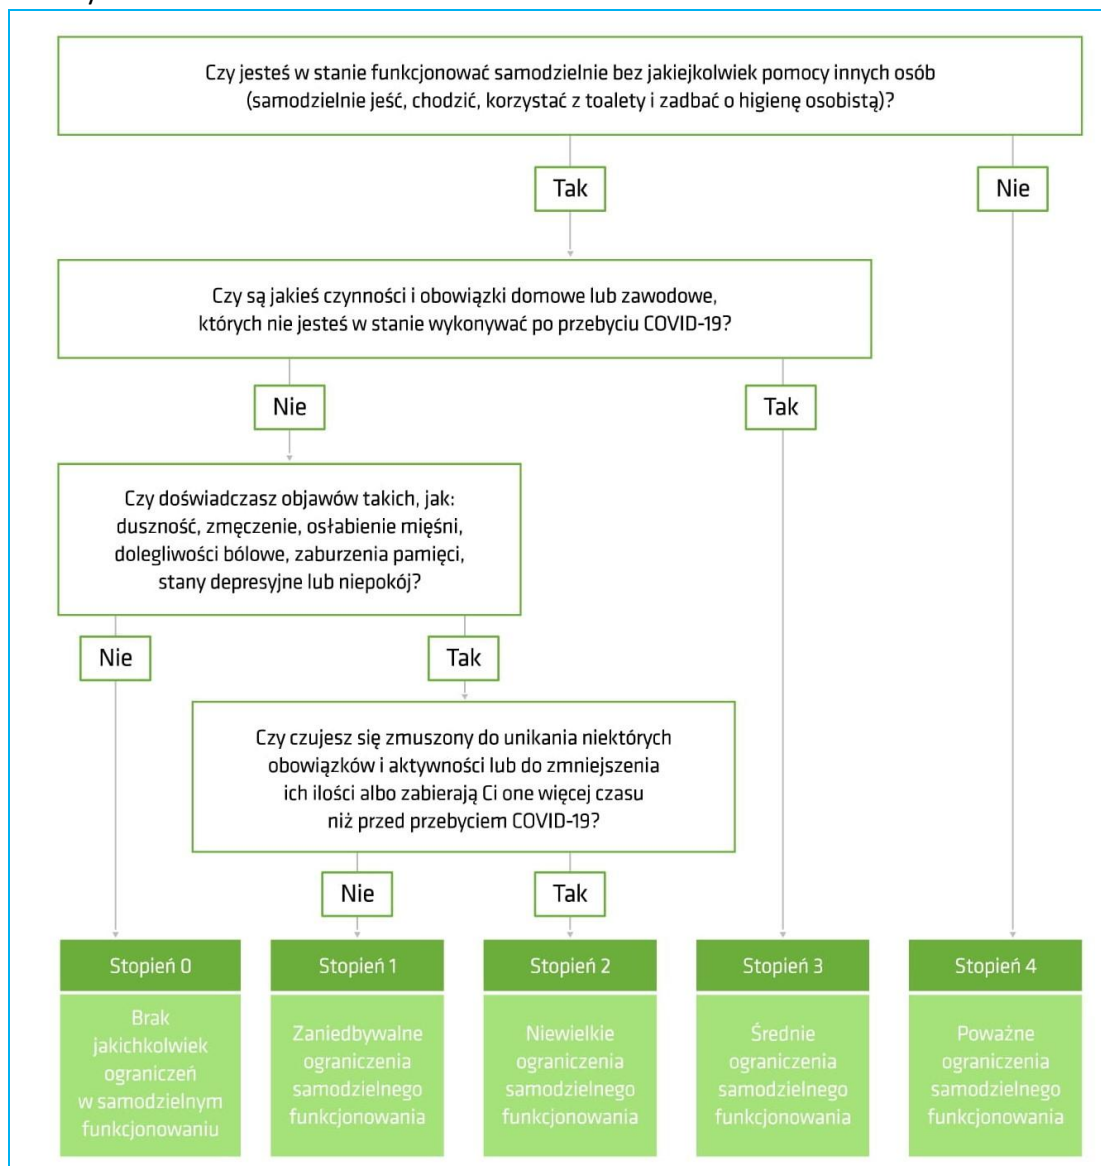 Czy jesteś w stanie funkcjonować samodzielnie bez jakiejkolwiek pomocy innych osób
(samodzielnie jeść, chodzić, korzystać z toalety i zadbać o higienę osobistą)?
Tak
Nie
Czy są jakieś czynności i obowiązki domowe lub zawodowe,
których nie jesteś w stanie wykonywać po przebyciu COVID-19?
Nie
Tak
Czy doświadczasz objawów takich, jak:
duszność, zmęczenie, osłabienie mięśni,
dolegliwości bólowe, zaburzenia pamięci,
stany depresyjne lub niepokój?
Nie
Tak
Czy czujesz się zmuszony do unikania niektórych
obowiązków i aktywności lub do zmniejszenia
ich ilości albo zabierają Ci one więcej czasu
niż przed przebyciem COVID-19?
Nie
Tak
Stopień 0
Brak
jakichkolwiek
ograniczeń
w samodzielnym
funkcjonowaniu
Stopień 1
Zaniedbywalne
ograniczenia
samodzielnego
funkcjonowania
Stopień 2
Niewielkie
ograniczenia
samodzielnego
funkcjonowania
Stopień 3
Średnie
ograniczenia
samodzielnego
funkcjonowania
Stopień 4
Poważne
ograniczenia
samodzielnego
funkcjonowania